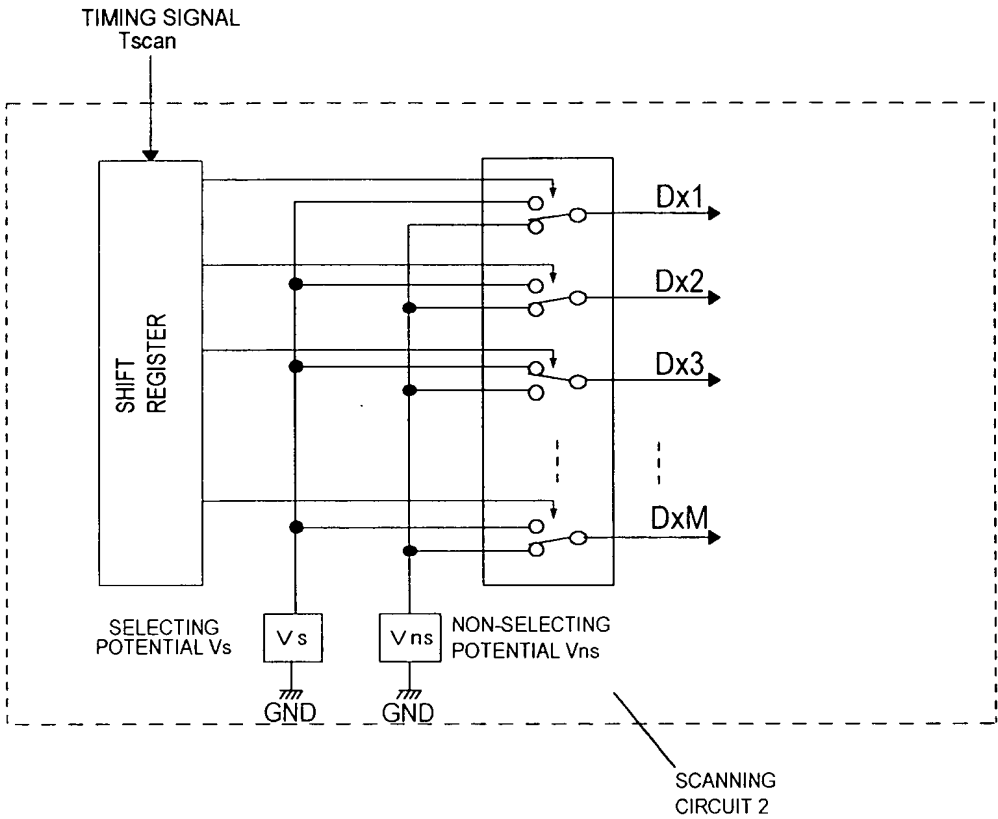 TIMING SIGNAL
Tscan
SHIFT
REGISTER
Dx1
Dx2
Dx3
DxM
SELECTING
POTENTIAL Vs
Vs
Vns
NON-SELECTING
POTENTIAL Vns
GND
GND
SCANNING
CIRCUIT 2